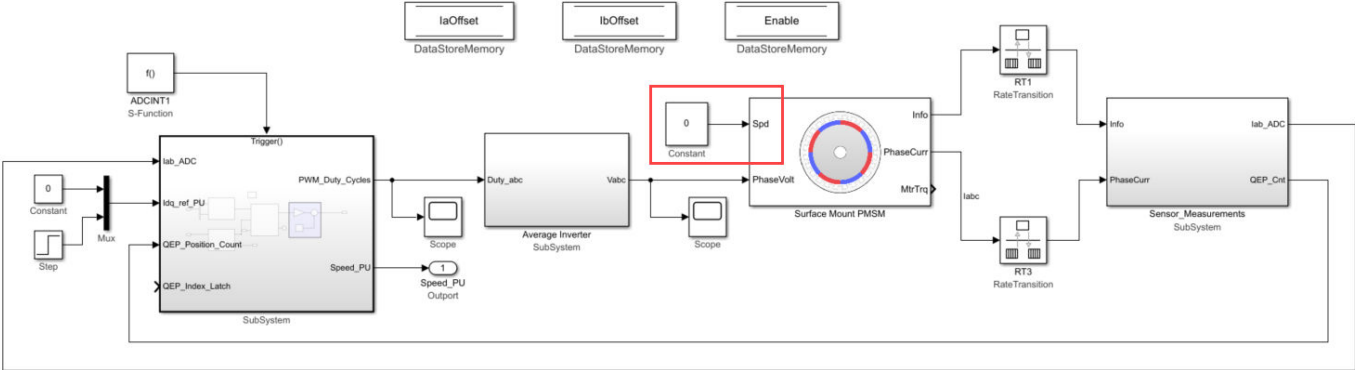 IaOffset
DataStoreMemory
IbOffset
DataStoreMemory
Enable
DataStoreMemory
f()
ADCINT1
S-Function
Trigger()
Iab_ADC
Idq_ref_PU
QEP_Position_Count
QEP_Index_Latch
PWM_Duty_Cycles
Speed_PU
SubSystem
0
Constant
Step
Mux
Scope
1
Speed_PU
Outport
Duty_abc
Vabc
Average Inverter
SubSystem
Scope
0
Constant
Spd
PhaseVolt
Info
PhaseCurr
MtrTrq
Surface Mount PMSM
Iabc
RT1
RateTransition
RT3
RateTransition
Info
PhaseCurr
Iab_ADC
QEP_Cnt
Sensor_Measurements
SubSystem